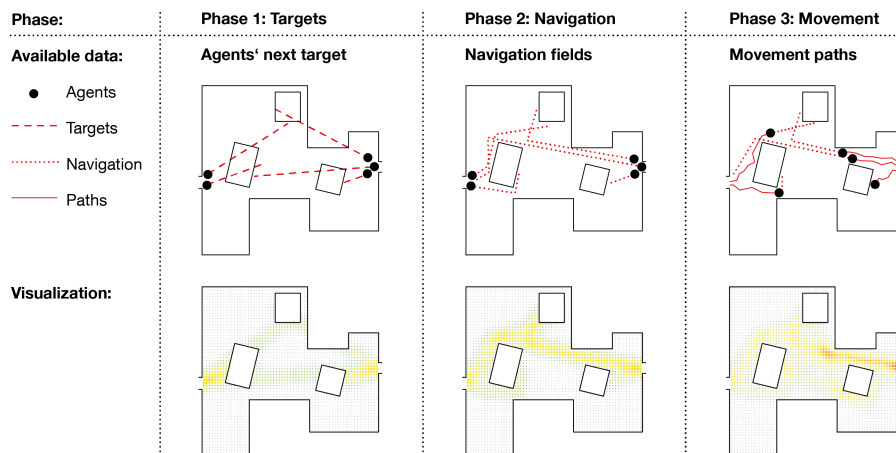 Phase:
Phase 1: Targets
Phase 2: Navigation
Phase 3: Movement
Available data:
Agents‘ next target
Navigation fields
Movement paths
Agents
Targets
Navigation
Paths
Visualization: